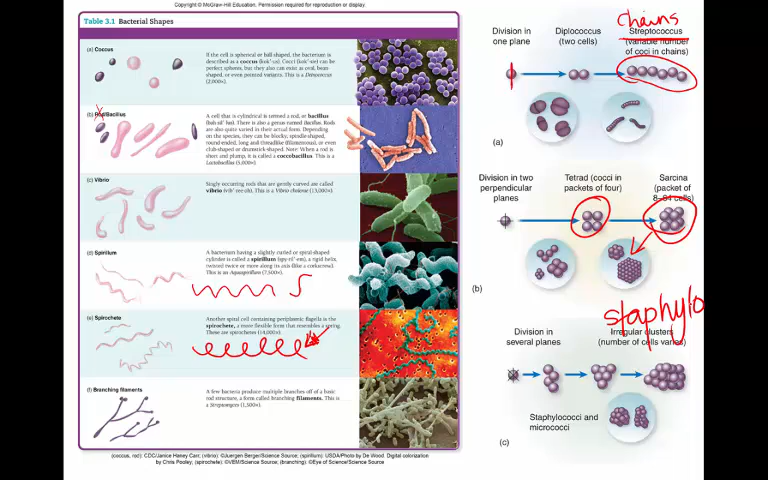 Copyright © McGraw-Hill Education. Permission required for reproduction or display.
Table 3.1 Bacterial Shapes
(a) Coccus
If the cell is spherical or ball-shaped, the bacterium is
described as a coccus (kok′-us). Cocci (kok′-sie) can be
perfect spheres, but they also can exist as oval, bean-
shaped, or even pointed variants. This is a Deinococcus
(2,000×).
(b) Rod/Bacillus
A cell that is cylindrical is termed a rod, or bacillus
(bah-sil′-lus). There is also a genus named Bacillus. Rods
are also quite varied in their actual form. Depending
on the species, they can be blocky, spindle-shaped,
round-ended, long and threadlike (filamentous), or even
club-shaped or drumstick-shaped. Note: When a rod is
short and plump, it is called a coccobacillus. This is a
Lactobacillus (5,000×).
(c) Vibrio
Singly occurring rods that are gently curved are called
vibrio (vib′-ree-oh). This is a Vibrio cholerae (13,000×).
(d) Spirillum
A bacterium having a slightly curled or spiral-shaped
cylinder is called a spirillum (spy-ril′-em), a rigid helix,
twisted twice or more along its axis (like a corkscrew).
This is an Aquaspirillum (7,500×).
(e) Spirochete
Another spiral cell containing periplasmic flagella is the
spirochete, a more flexible form that resembles a spring.
These are spirochetes (14,000×).
(f) Branching filaments
A few bacteria produce multiple branches off of a basic
rod structure, a form called branching filaments. This is
a Streptomyces (1,500×).
(coccus, rod): CDC/Janice Haney Carr; (vibrio): ©Juergen Berger/Science Source; (spirillum): USDA/Photo by De Wood. Digital colorization
by Chris Pooley; (spirochete): ©VEM/Science Source; (branching): ©Eye of Science/Science Source
chains
Division in
one plane
Diplococcus
(two cells)
Streptococcus
(variable number
of cocci in chains)
(a)
Division in two
perpendicular
planes
Tetrad (cocci in
packets of four)
Sarcina
(packet of
8–64 cells)
(b)
staphylo
Division in
several planes
Irregular clusters
(number of cells varies)
Staphylococci and
micrococci
(c)